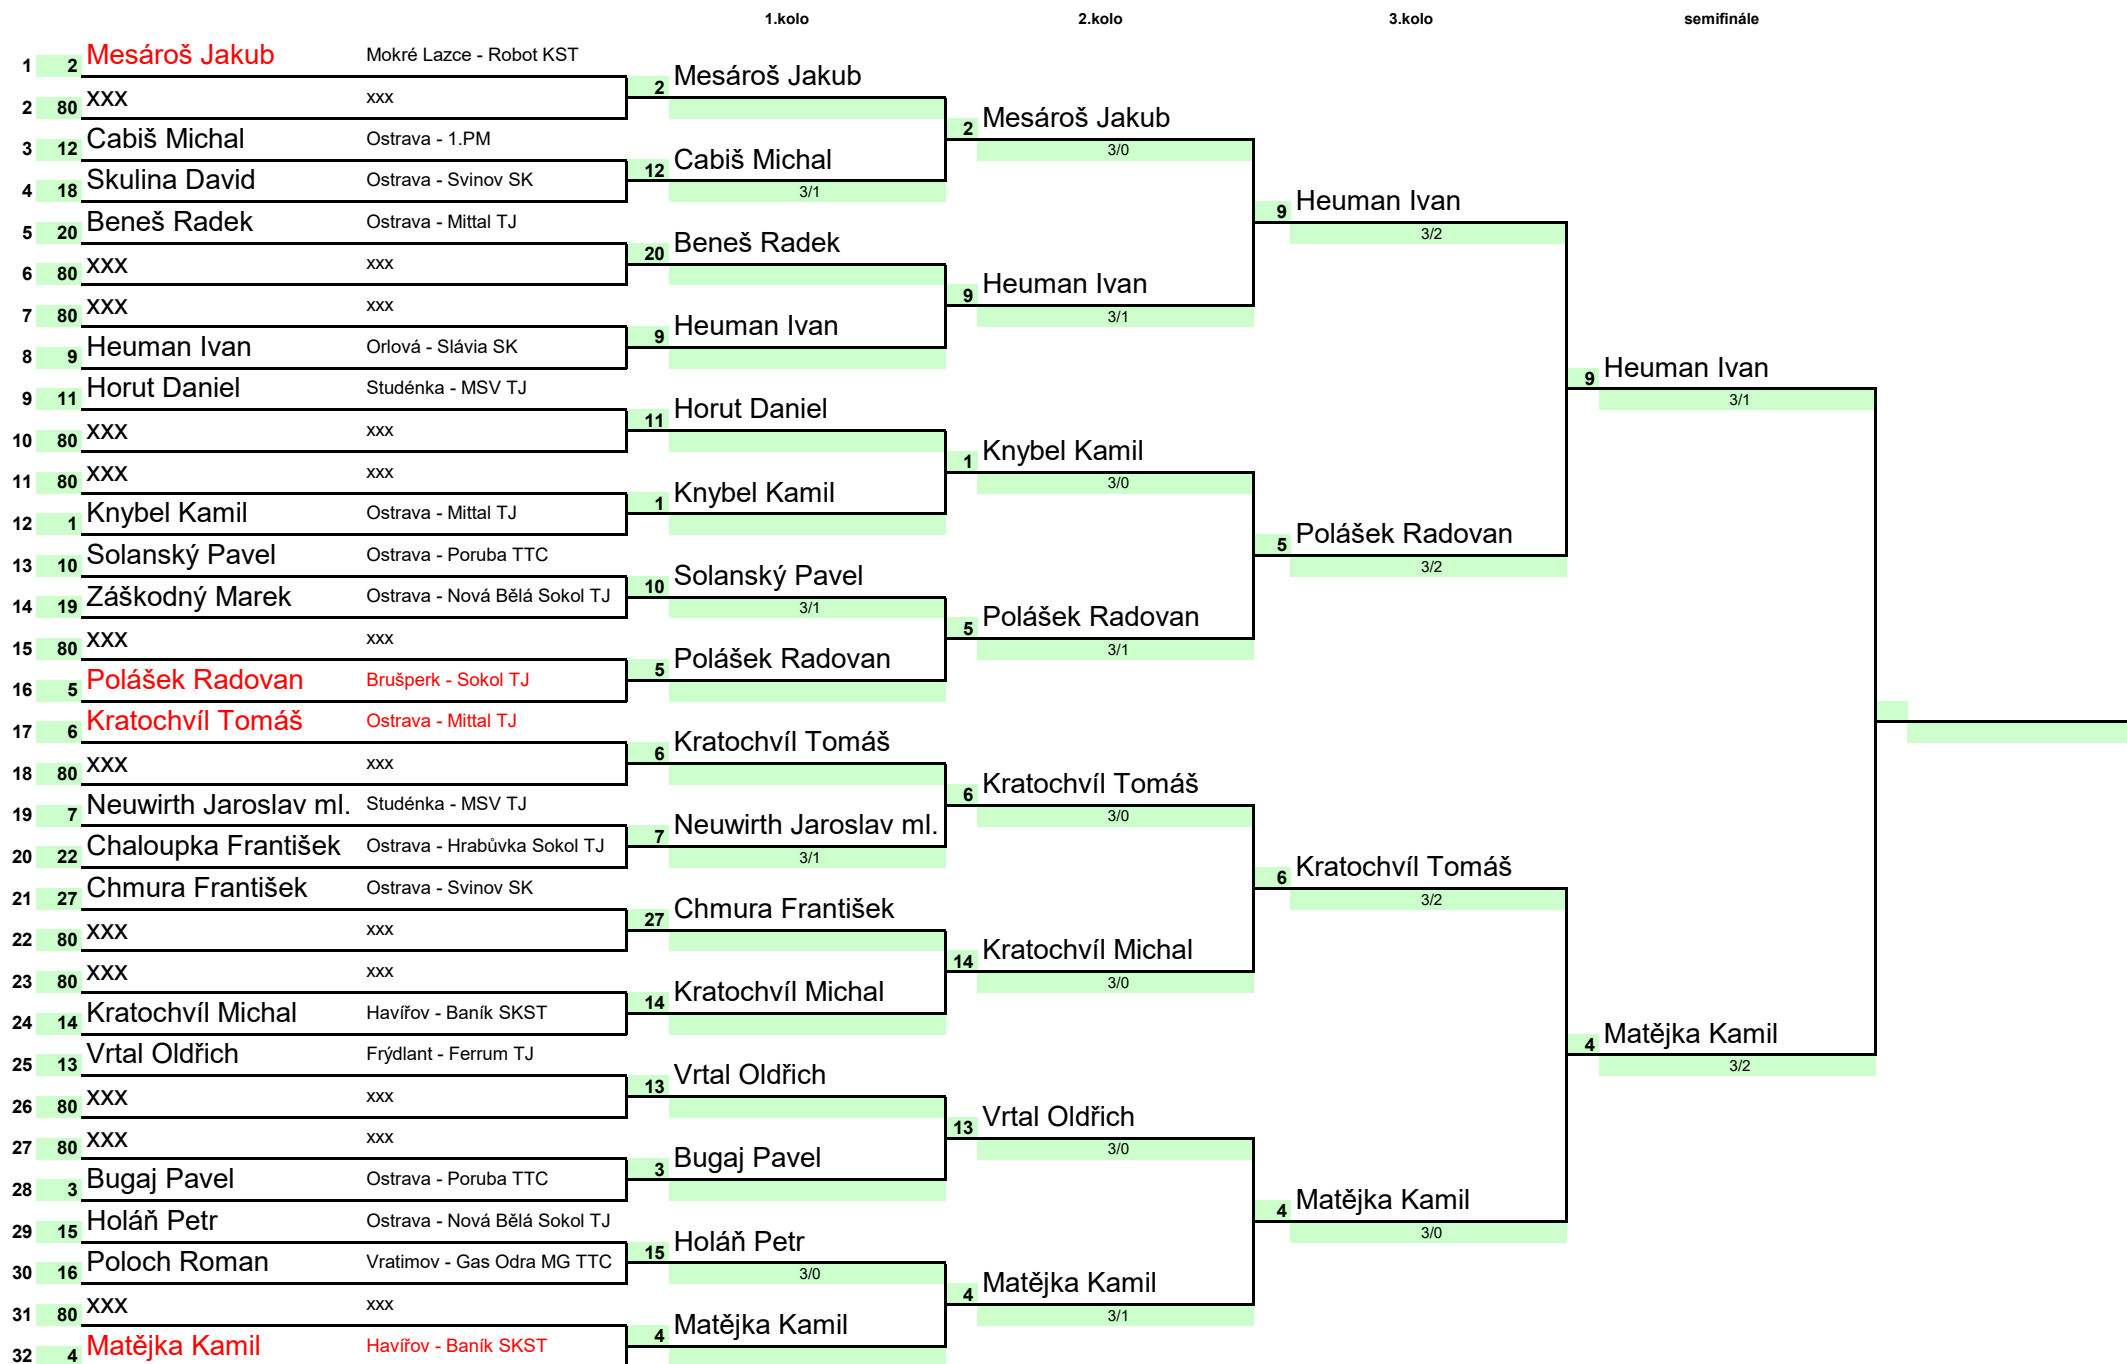 1.kolo 2.kolo 3.kolo semifinále
1 2 Mesároš Jakub Mokré Lazce - Robot KST
2 Mesároš Jakub
2 80 xxx xxx
2 Mesároš Jakub
3/0
3 12 Cabiš Michal Ostrava - 1.PM
12 Cabiš Michal
3/1
4 18 Skulina David Ostrava - Svinov SK
9 Heuman Ivan
3/2
5 20 Beneš Radek Ostrava - Mittal TJ
20 Beneš Radek
6 80 xxx xxx
9 Heuman Ivan
3/1
7 80 xxx xxx
9 Heuman Ivan
8 9 Heuman Ivan Orlová - Slávia SK
9 Heuman Ivan
3/1
9 11 Horut Daniel Studénka - MSV TJ
11 Horut Daniel
10 80 xxx xxx
1 Knybel Kamil
3/0
11 80 xxx xxx
1 Knybel Kamil
12 1 Knybel Kamil Ostrava - Mittal TJ
5 Polášek Radovan
3/2
13 10 Solanský Pavel Ostrava - Poruba TTC
10 Solanský Pavel
3/1
14 19 Záškodný Marek Ostrava - Nová Bělá Sokol TJ
5 Polášek Radovan
3/1
15 80 xxx xxx
5 Polášek Radovan
16 5 Polášek Radovan Brušperk - Sokol TJ
17 6 Kratochvíl Tomáš Ostrava - Mittal TJ
6 Kratochvíl Tomáš
18 80 xxx xxx
6 Kratochvíl Tomáš
3/0
19 7 Neuwirth Jaroslav ml. Studénka - MSV TJ
7 Neuwirth Jaroslav ml.
3/1
20 22 Chaloupka František Ostrava - Hrabůvka Sokol TJ
6 Kratochvíl Tomáš
3/2
21 27 Chmura František Ostrava - Svinov SK
27 Chmura František
22 80 xxx xxx
14 Kratochvíl Michal
3/0
23 80 xxx xxx
14 Kratochvíl Michal
24 14 Kratochvíl Michal Havířov - Baník SKST
4 Matějka Kamil
3/2
25 13 Vrtal Oldřich Frýdlant - Ferrum TJ
13 Vrtal Oldřich
26 80 xxx xxx
13 Vrtal Oldřich
3/0
27 80 xxx xxx
3 Bugaj Pavel
28 3 Bugaj Pavel Ostrava - Poruba TTC
4 Matějka Kamil
3/0
29 15 Holáň Petr Ostrava - Nová Bělá Sokol TJ
15 Holáň Petr
3/0
30 16 Poloch Roman Vratimov - Gas Odra MG TTC
4 Matějka Kamil
3/1
31 80 xxx xxx
4 Matějka Kamil
32 4 Matějka Kamil Havířov - Baník SKST